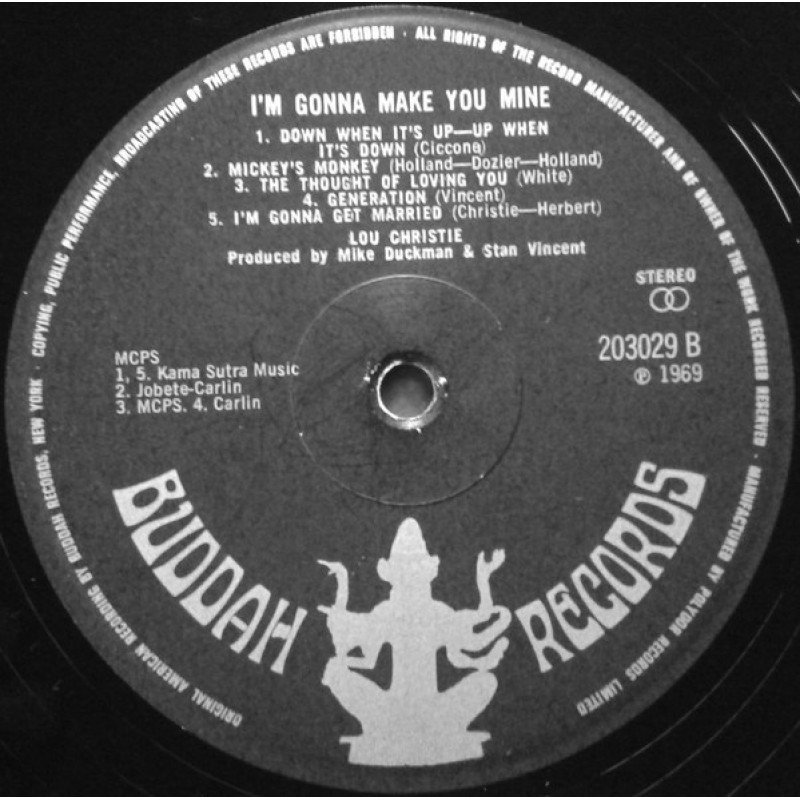 COPYING, PUBLIC PERFORMANCE, BROADCASTING OF THESE RECORDS ARE FORBIDDEN · ALL RIGHTS OF THE RECORD MANUFACTURER AND OF OWNER OF THE WORK RECORDED RESERVED · MANUFACTURED BY POLYDOR RECORDS LIMITED
I'M GONNA MAKE YOU MINE
1. DOWN WHEN IT'S UP—UP WHEN
IT'S DOWN (Ciccone)
2. MICKEY'S MONKEY (Holland—Dozier—Holland)
3. THE THOUGHT OF LOVING YOU (White)
4. GENERATION (Vincent)
5. I'M GONNA GET MARRIED (Christie—Herbert)
LOU CHRISTIE
Produced by Mike Duckman & Stan Vincent
STEREO
203029 B
℗ 1969
MCPS
1, 5. Kama Sutra Music
2. Jobete-Carlin
3. MCPS. 4. Carlin
BUDDAH RECORDS
ORIGINAL AMERICAN RECORDING BY BUDDAH RECORDS, NEW YORK ·